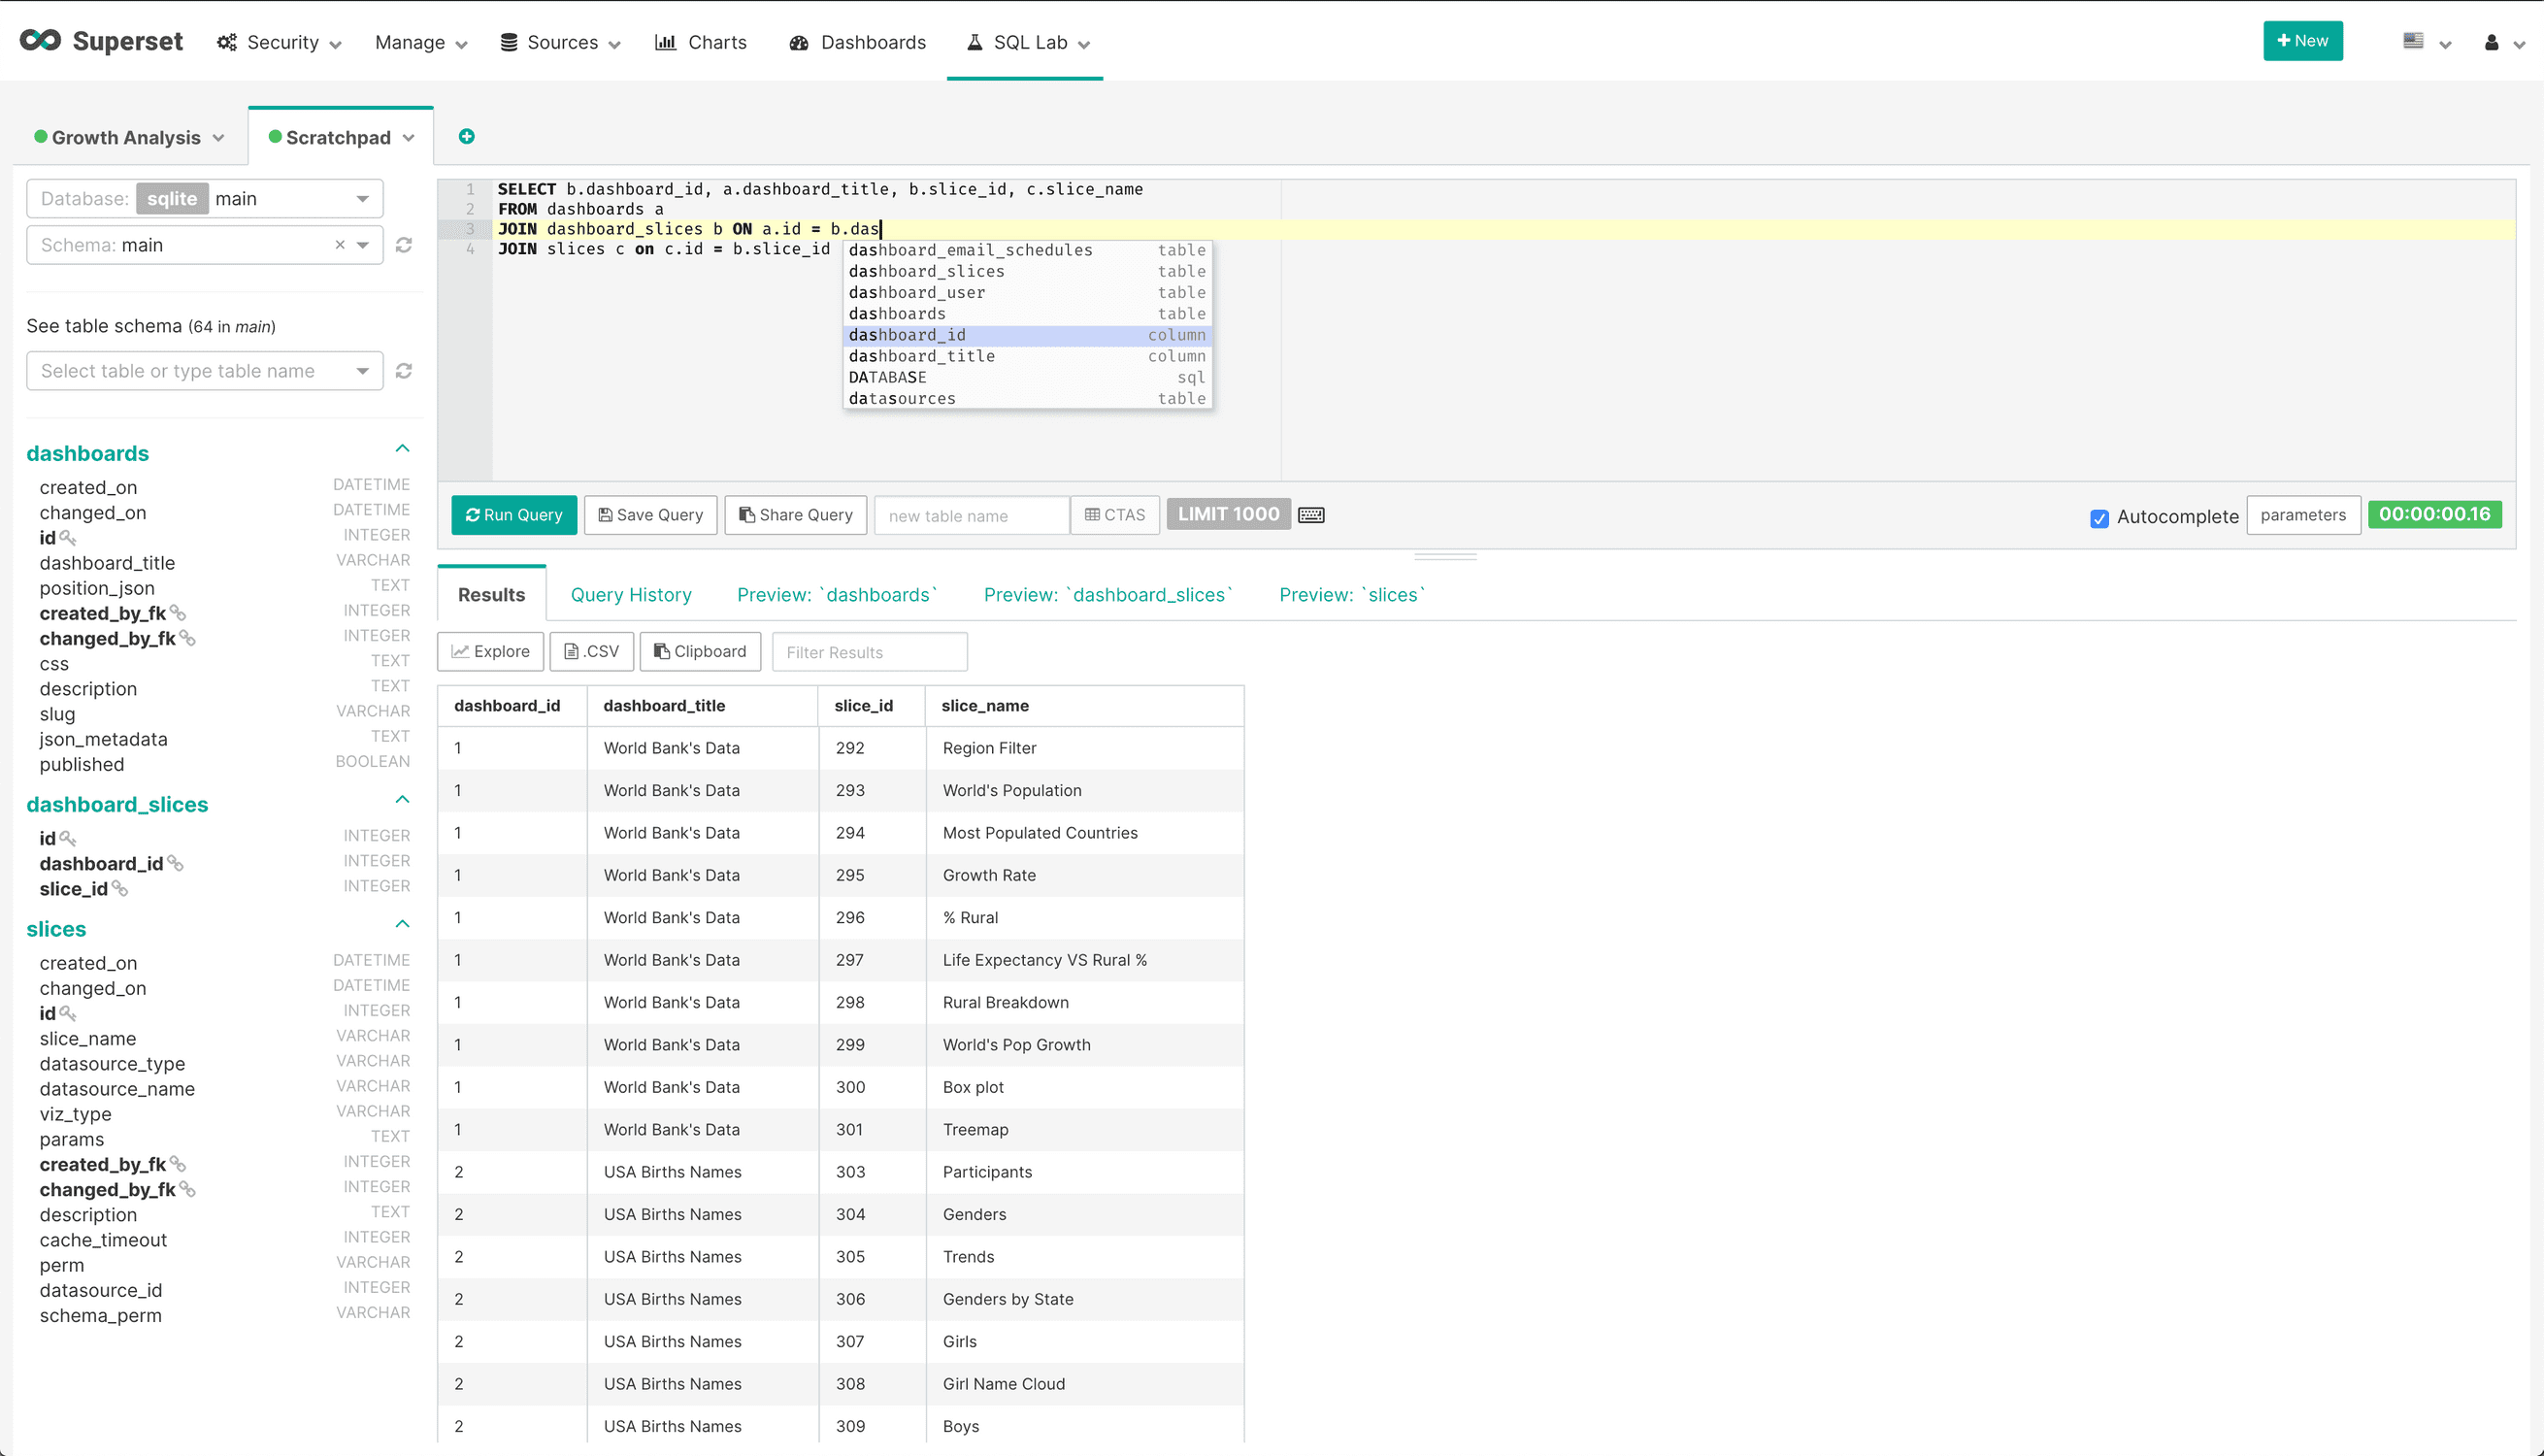 Superset Security Manage Sources Charts Dashboards SQL Lab New
Growth Analysis Scratchpad
Database: sqlite main
Schema: main
See table schema (64 in main)
Select table or type table name
dashboards
created_on DATETIME
changed_on DATETIME
id INTEGER
dashboard_title VARCHAR
position_json TEXT
created_by_fk INTEGER
changed_by_fk INTEGER
css TEXT
description TEXT
slug VARCHAR
json_metadata TEXT
published BOOLEAN
dashboard_slices
id INTEGER
dashboard_id INTEGER
slice_id INTEGER
slices
created_on DATETIME
changed_on DATETIME
id INTEGER
slice_name VARCHAR
datasource_type VARCHAR
datasource_name VARCHAR
viz_type VARCHAR
params TEXT
created_by_fk INTEGER
changed_by_fk INTEGER
description TEXT
cache_timeout INTEGER
perm VARCHAR
datasource_id INTEGER
schema_perm VARCHAR
1 SELECT b.dashboard_id, a.dashboard_title, b.slice_id, c.slice_name
2 FROM dashboards a
3 JOIN dashboard_slices b ON a.id = b.das
4 JOIN slices c on c.id = b.slice_id
dashboard_email_schedules table
dashboard_slices table
dashboard_user table
dashboards table
dashboard_id column
dashboard_title column
DATABASE sql
datasources table
Run Query Save Query Share Query new table name CTAS LIMIT 1000 Autocomplete parameters 00:00:00.16
Results Query History Preview: `dashboards` Preview: `dashboard_slices` Preview: `slices`
Explore .CSV Clipboard Filter Results
dashboard_id dashboard_title slice_id slice_name
1 World Bank's Data 292 Region Filter
1 World Bank's Data 293 World's Population
1 World Bank's Data 294 Most Populated Countries
1 World Bank's Data 295 Growth Rate
1 World Bank's Data 296 % Rural
1 World Bank's Data 297 Life Expectancy VS Rural %
1 World Bank's Data 298 Rural Breakdown
1 World Bank's Data 299 World's Pop Growth
1 World Bank's Data 300 Box plot
1 World Bank's Data 301 Treemap
2 USA Births Names 303 Participants
2 USA Births Names 304 Genders
2 USA Births Names 305 Trends
2 USA Births Names 306 Genders by State
2 USA Births Names 307 Girls
2 USA Births Names 308 Girl Name Cloud
2 USA Births Names 309 Boys